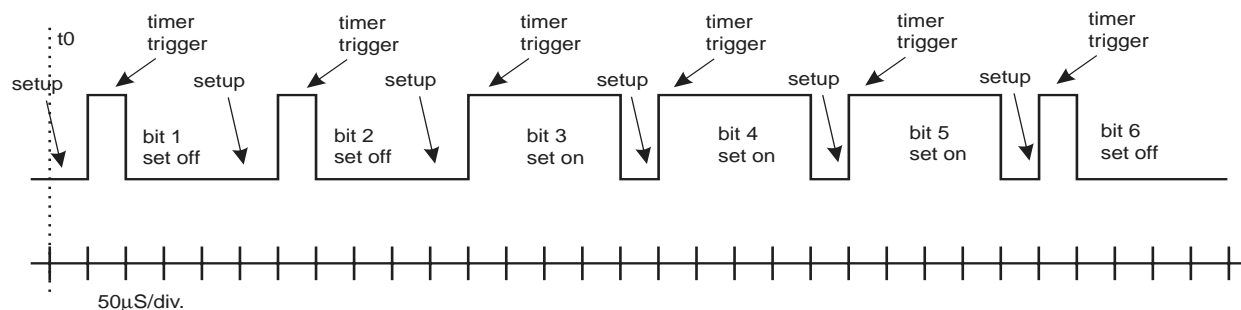 t0
setup
timer
trigger
bit 1
set off
setup
timer
trigger
bit 2
set off
setup
timer
trigger
bit 3
set on
setup
timer
trigger
bit 4
set on
setup
timer
trigger
bit 5
set on
setup
timer
trigger
bit 6
set off
50μS/div.